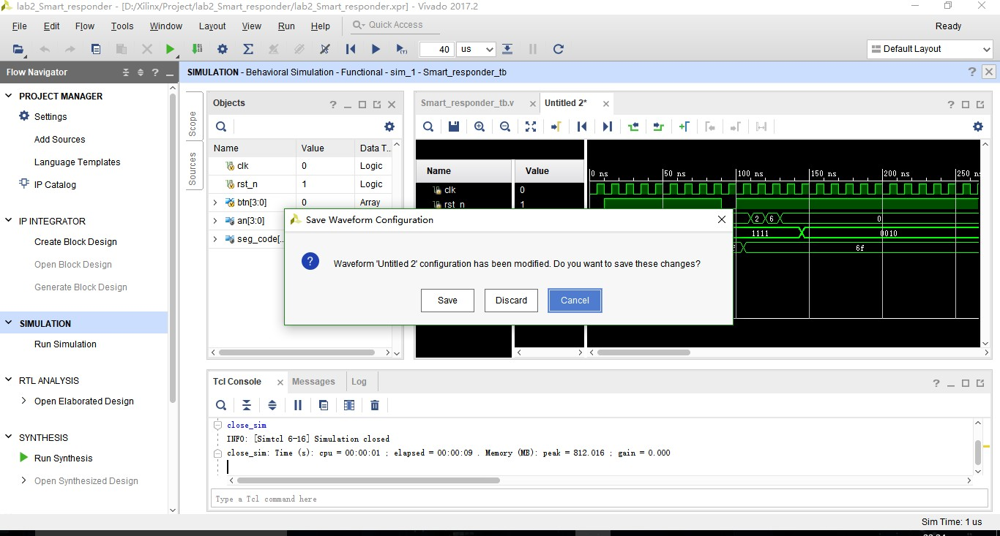 lab2_Smart_responder - [D:/Xilinx/Project/lab2_Smart_responder/lab2_Smart_responder.xpr] - Vivado 2017.2
File Edit Flow Tools Window Layout View Run Help Quick Access Ready
40 us Default Layout
Flow Navigator
SIMULATION - Behavioral Simulation - Functional - sim_1 - Smart_responder_tb
PROJECT MANAGER
Settings
Add Sources
Language Templates
IP Catalog
IP INTEGRATOR
Create Block Design
Open Block Design
Generate Block Design
SIMULATION
Run Simulation
RTL ANALYSIS
Open Elaborated Design
SYNTHESIS
Run Synthesis
Open Synthesized Design
Scope
Sources
Objects
Name Value Data T..
clk 0 Logic
rst_n 1 Logic
btn[3:0] 0 Array
an[3:0]
seg_code[..
Smart_responder_tb.v Untitled 2*
Name Value
clk 0
rst_n 1
0 ns 50 ns 100 ns 150 ns 200 ns 250 n
2 6 0
1111 0010
6f
Save Waveform Configuration
Waveform 'Untitled 2' configuration has been modified. Do you want to save these changes?
Save Discard Cancel
Tcl Console Messages Log
close_sim
INFO: [Simtcl 6-16] Simulation closed
close_sim: Time (s): cpu = 00:00:01 ; elapsed = 00:00:09 . Memory (MB): peak = 812.016 ; gain = 0.000
Type a Tcl command here
Sim Time: 1 us